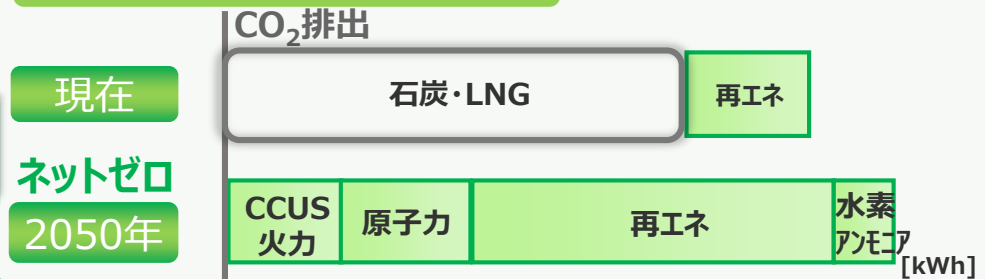 CO2排出
現在
石炭・LNG
再エネ
ネットゼロ
2050年
CCUS
火力
原子力
再エネ
水素
アンモニア
[kWh]